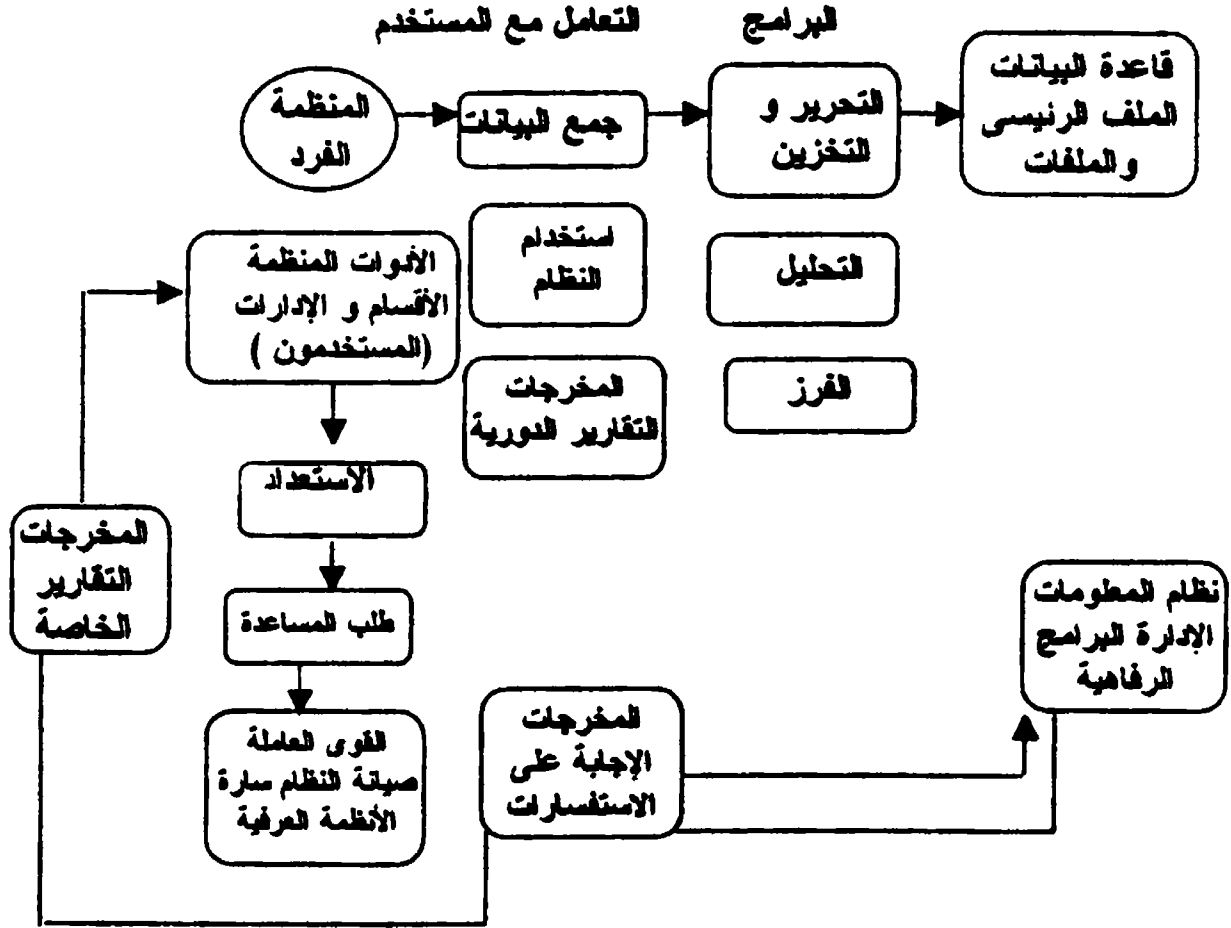 التعامل مع المستخدم
البرامج
المنظمة
الفرد
جمع البيانات
التحرير و
التخزين
قاعدة البيانات
الملف الرئيسى
والملفات
الأدوات المنظمة
الأقسام و الإدارات
(المستخدمون )
استخدام
النظام
التحليل
المخرجات
التقارير الدورية
الفرز
الاستعداد
المخرجات
التقارير
الخاصة
طلب المساعدة
نظام المعلومات
الإدارة البرامج
الرفاهية
القوى العاملة
صيانة النظام سارة
الأنظمة العرفية
المخرجات
الإجابة على
الاستفسارات